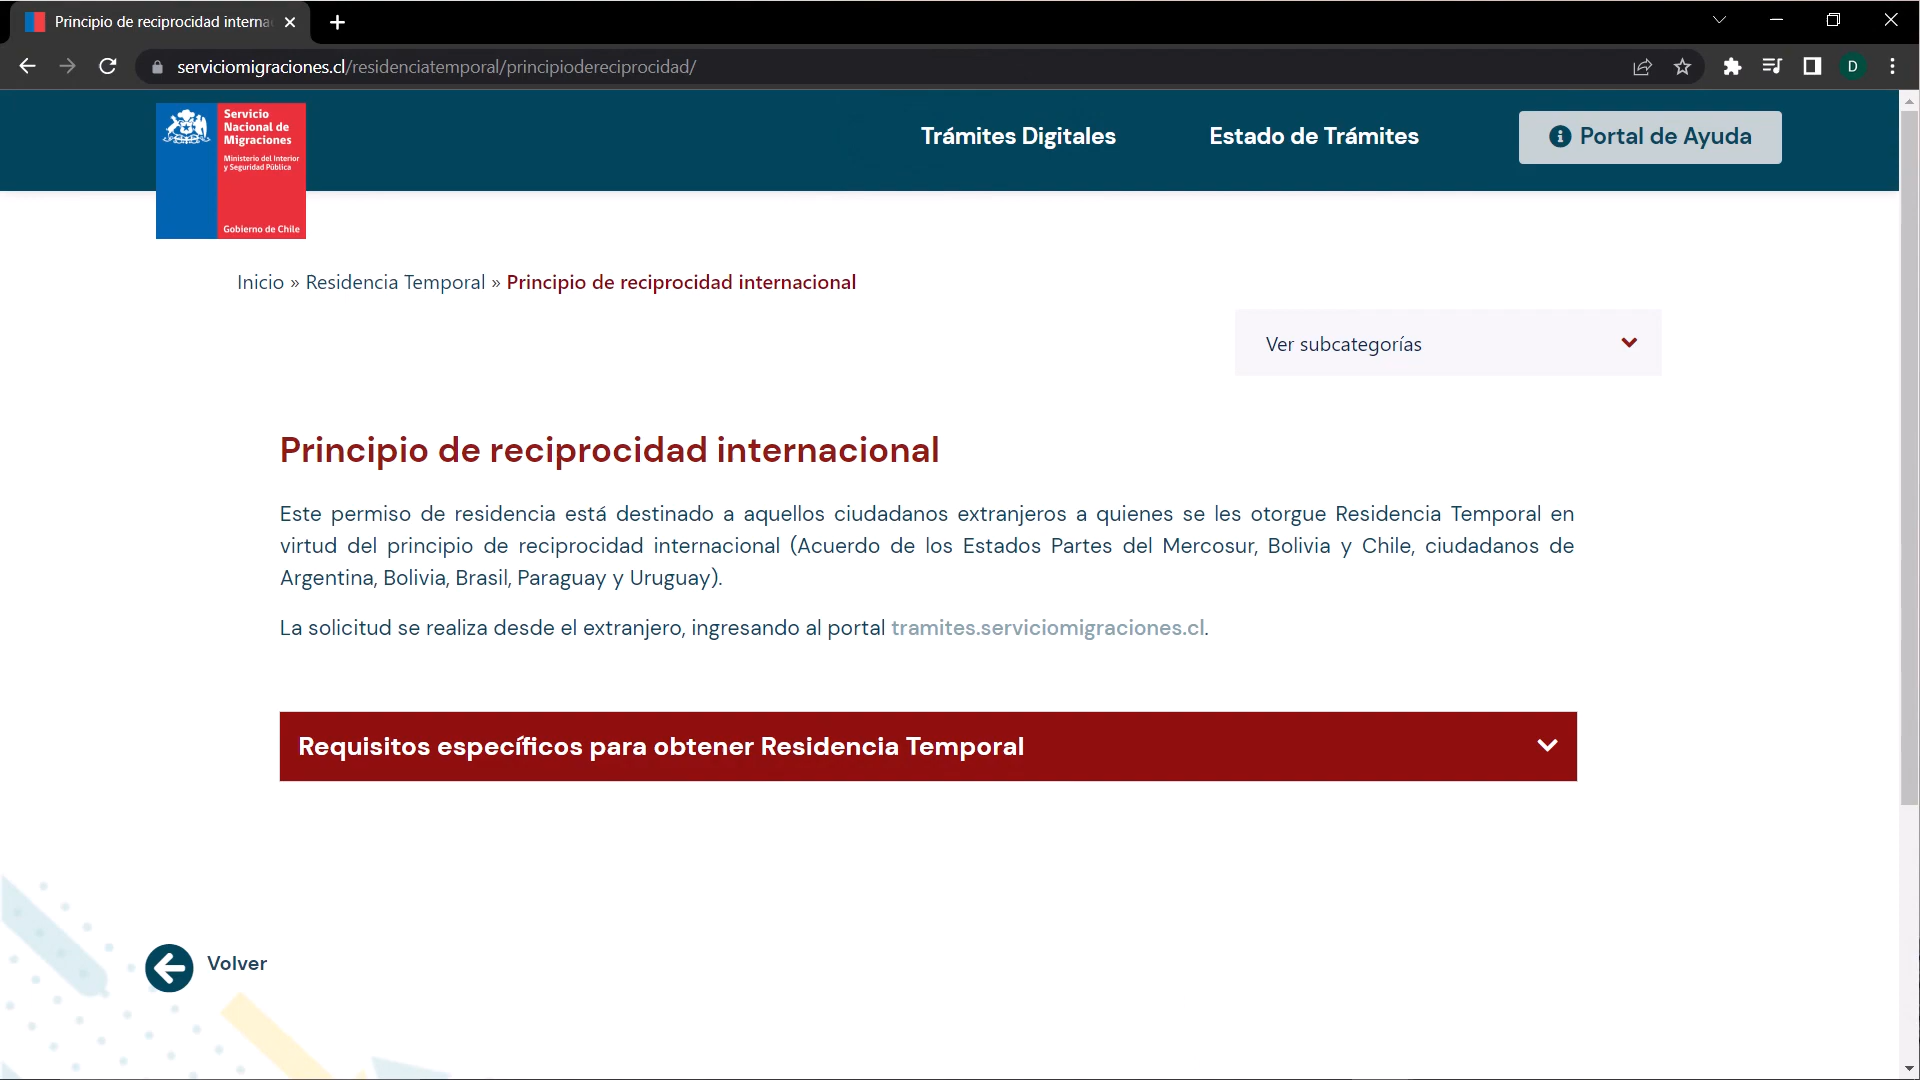 Principio de reciprocidad interna
serviciomigraciones.cl/residenciatemporal/principiodereciprocidad/
D
Servicio
Nacional de
Migraciones
Ministerio del Interior
y Seguridad Pública
Gobierno de Chile
Trámites Digitales
Estado de Trámites
Portal de Ayuda
Inicio » Residencia Temporal » Principio de reciprocidad internacional
Ver subcategorías
Principio de reciprocidad internacional
Este permiso de residencia está destinado a aquellos ciudadanos extranjeros a quienes se les otorgue Residencia Temporal en
virtud del principio de reciprocidad internacional (Acuerdo de los Estados Partes del Mercosur, Bolivia y Chile, ciudadanos de
Argentina, Bolivia, Brasil, Paraguay y Uruguay).
La solicitud se realiza desde el extranjero, ingresando al portal tramites.serviciomigraciones.cl.
Requisitos específicos para obtener Residencia Temporal
Volver